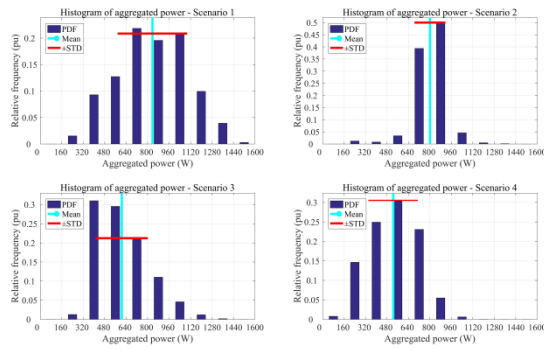 Histogram of aggregated power - Scenario 1
Relative frequency (pu)
0.2
0.15
0.1
0.05
0
PDF
Mean
±STD
0 160 320 480 640 800 960 1120 1280 1440 1600
Aggregated power (W)
Histogram of aggregated power - Scenario 2
Relative frequency (pu)
0.5
0.45
0.4
0.35
0.3
0.25
0.2
0.15
0.1
0.05
0
PDF
Mean
±STD
0 160 320 480 640 800 960 1120 1280 1440 1600
Aggregated power (W)
Histogram of aggregated power - Scenario 3
Relative frequency (pu)
0.3
0.25
0.2
0.15
0.1
0.05
0
PDF
Mean
±STD
0 160 320 480 640 800 960 1120 1280 1440 1600
Aggregated power (W)
Histogram of aggregated power - Scenario 4
Relative frequency (pu)
0.3
0.25
0.2
0.15
0.1
0.05
0
PDF
Mean
±STD
0 160 320 480 640 800 960 1120 1280 1440 1600
Aggregated power (W)